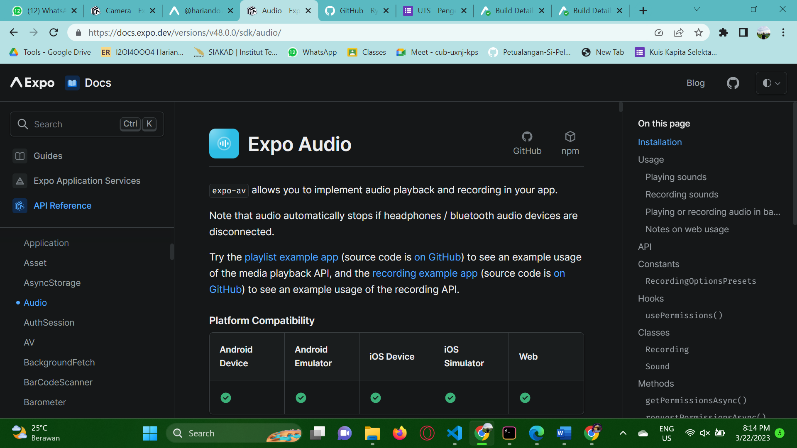 (12) WhatsA
Camera - Ex
@hariandro
Audio - Exp
GitHub - Ky
UTS - Peng
Build Detail
Build Detail
https://docs.expo.dev/versions/v48.0.0/sdk/audio/
Tools - Google Drive
I2OI4OOO4 Harian...
SIAKAD | Institut Te...
WhatsApp
Classes
Meet - cub-uxnj-kps
Petualangan-Si-Pel...
New Tab
Kuis Kapita Selekta...
Expo
Docs
Blog
Search
Ctrl
K
Guides
Expo Application Services
API Reference
Application
Asset
AsyncStorage
Audio
AuthSession
AV
BackgroundFetch
BarCodeScanner
Barometer
Expo Audio
GitHub
npm
expo-av allows you to implement audio playback and recording in your app.
Note that audio automatically stops if headphones / bluetooth audio devices are
disconnected.
Try the playlist example app (source code is on GitHub) to see an example usage
of the media playback API, and the recording example app (source code is on
GitHub) to see an example usage of the recording API.
Platform Compatibility
Android Device
Android Emulator
iOS Device
iOS Simulator
Web
On this page
Installation
Usage
Playing sounds
Recording sounds
Playing or recording audio in ba...
Notes on web usage
API
Constants
RecordingOptionsPresets
Hooks
usePermissions()
Classes
Recording
Sound
Methods
getPermissionsAsync()
requestPermissionsAsync()
25°C
Berawan
Search
ENG
US
8:14 PM
3/22/2023
3